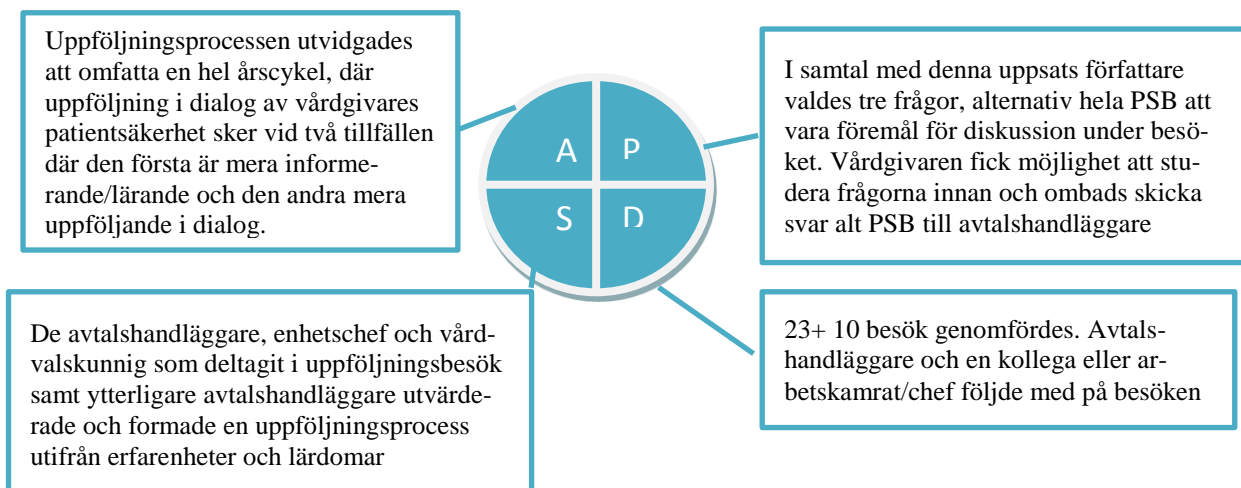 Uppföljningsprocessen utvidgades
att omfatta en hel årscykel, där
uppföljning i dialog av vårdgivares
patientsäkerhet sker vid två tillfällen
där den första är mera informe-
rande/lärande och den andra mera
uppföljande i dialog.
I samtal med denna uppsats författare
valdes tre frågor, alternativ hela PSB att
vara föremål för diskussion under besö-
ket. Vårdgivaren fick möjlighet att stu-
dera frågorna innan och ombads skicka
svar alt PSB till avtalshandläggare
A P
S D
De avtalshandläggare, enhetschef och vård-
valskunnig som deltagit i uppföljningsbesök
samt ytterligare avtalshandläggare utvärde-
rade och formade en uppföljningsprocess
utifrån erfarenheter och lärdomar
23+ 10 besök genomfördes. Avtals-
handläggare och en kollega eller ar-
betskamrat/chef följde med på besöken